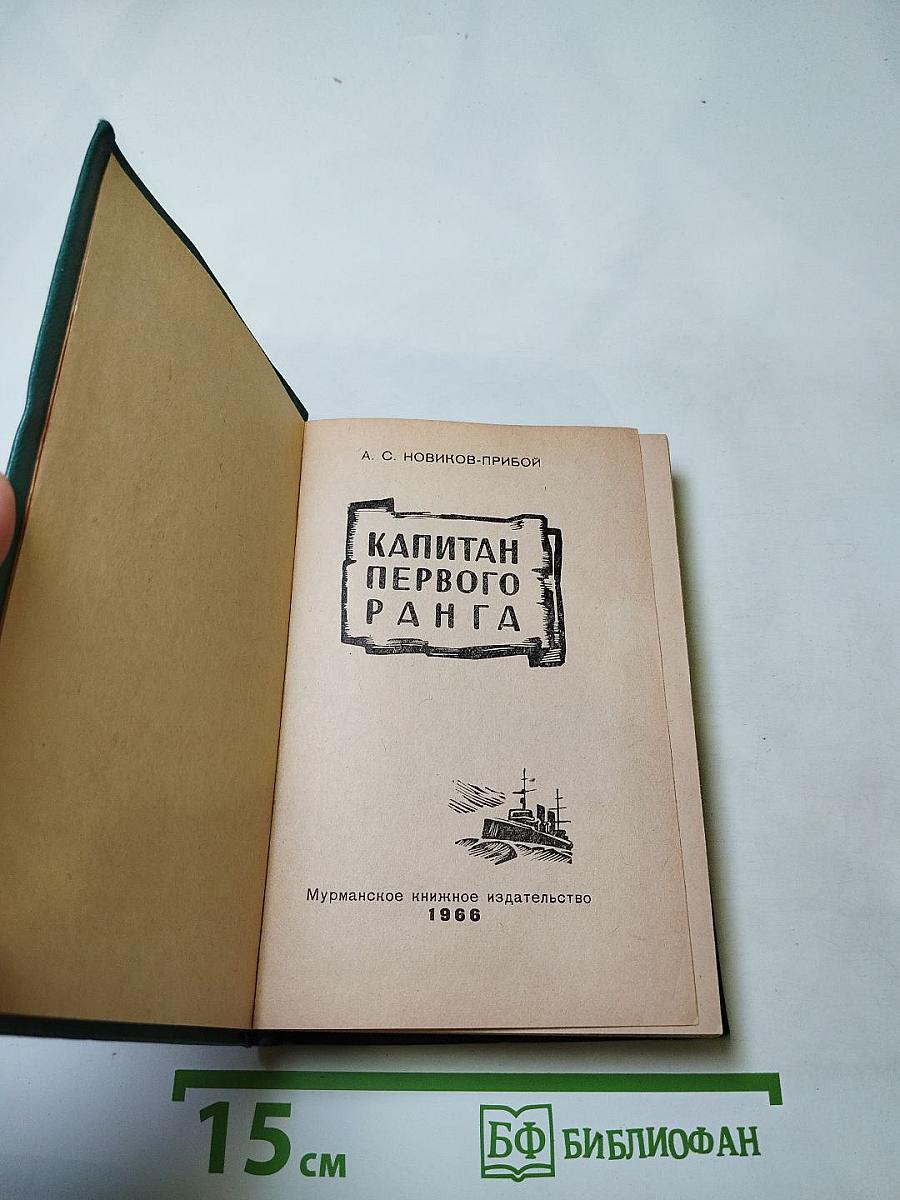 А. С. НОВИКОВ-ПРИБОЙ
КАПИТАН
ПЕРВОГО
РАНГА
Мурманское книжное издательство
1966
15 см
БФ БИБЛИОФАН